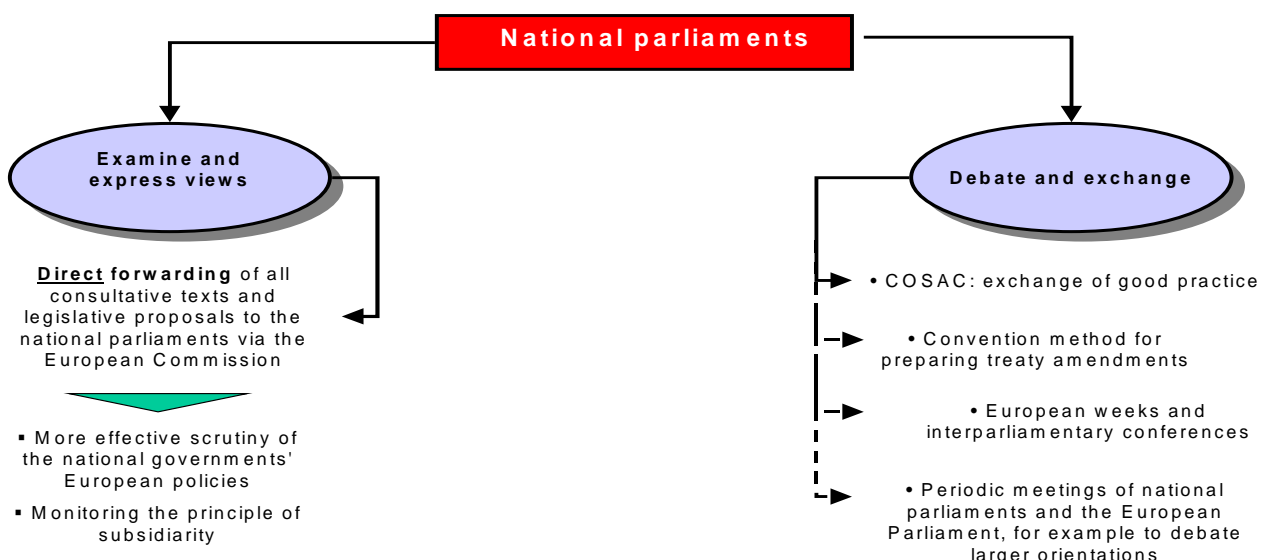 National parliaments
Examine and
express views
Direct forwarding of all
consultative texts and
legislative proposals to the
national parliaments via the
European Commission
▪ More effective scrutiny of
the national governments'
European policies
▪ Monitoring the principle of
subsidiarity
Debate and exchange
• COSAC: exchange of good practice
• Convention method for
preparing treaty amendments
• European weeks and
interparliamentary conferences
• Periodic meetings of national
parliaments and the European
Parliament, for example to debate
larger orientations